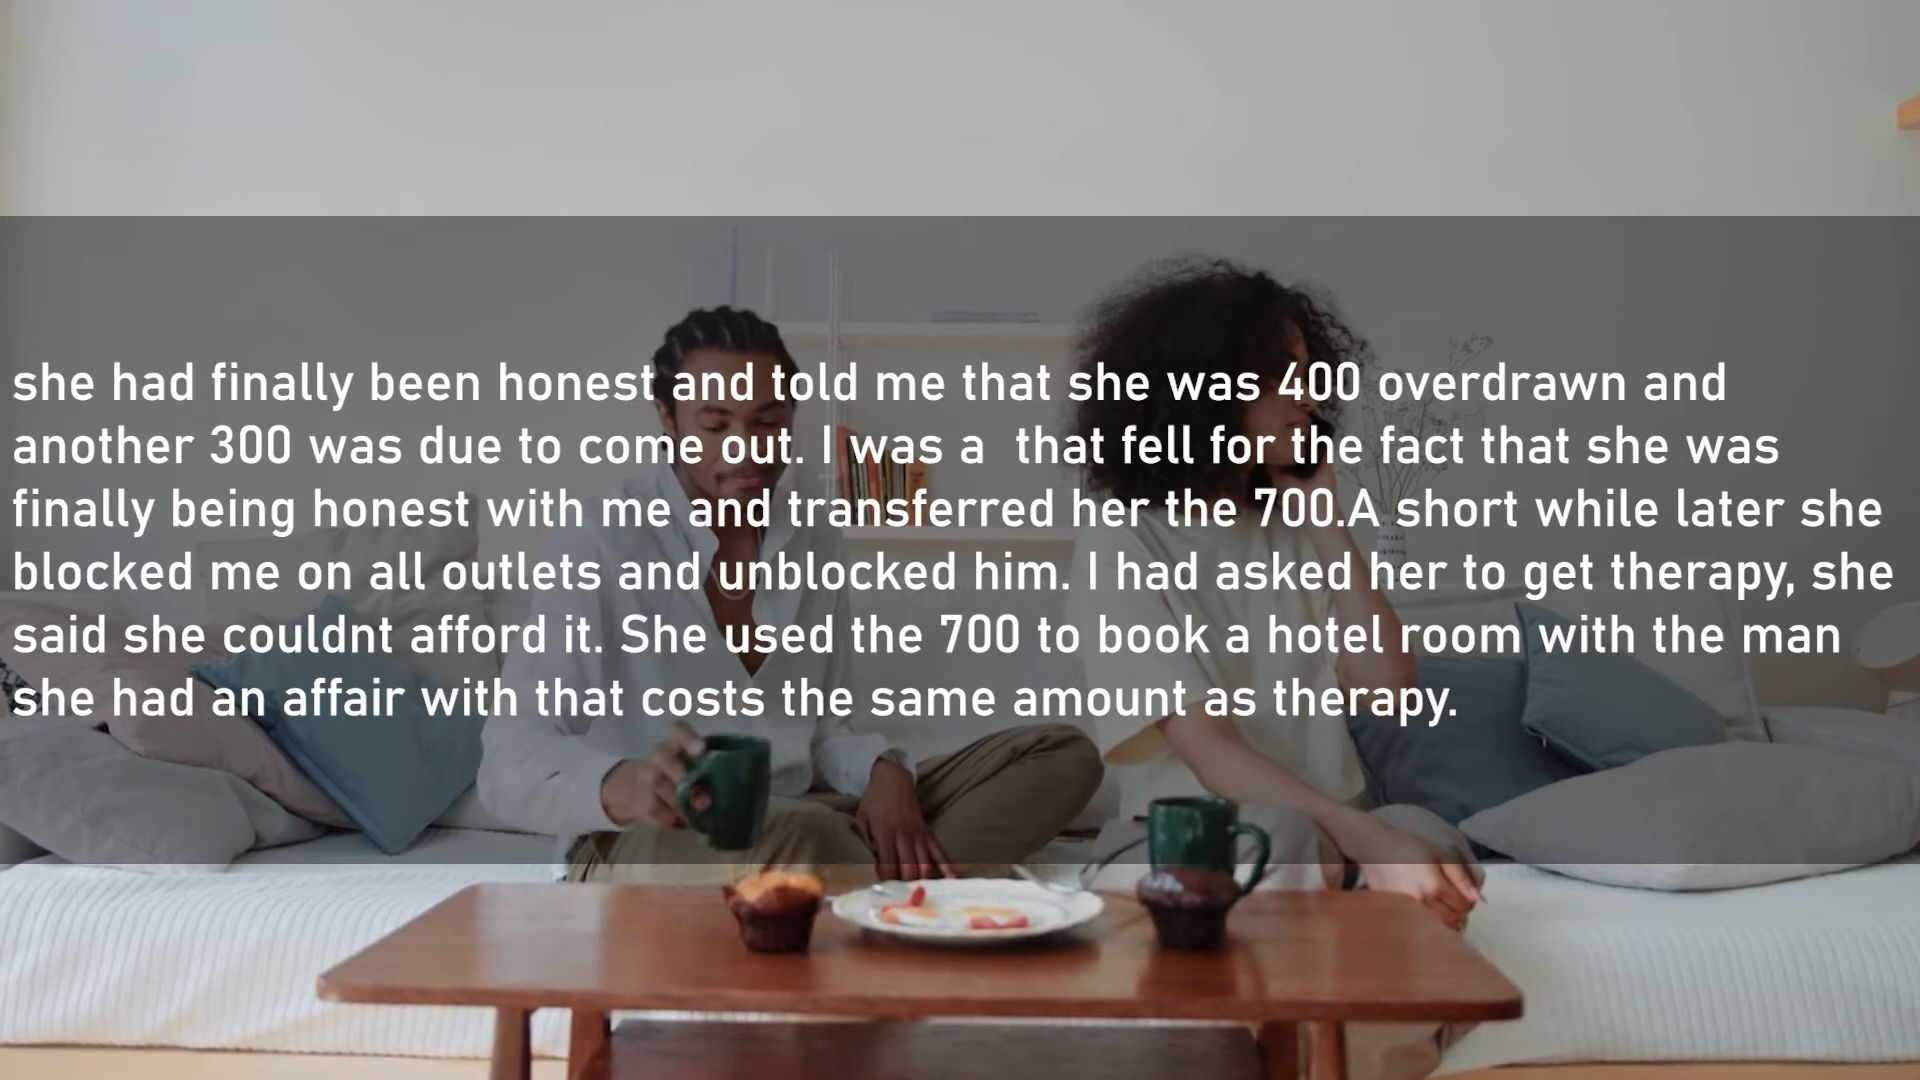 she had finally been honest and told me that she was 400 overdrawn and
another 300 was due to come out. I was a  that fell for the fact that she was
finally being honest with me and transferred her the 700.A short while later she
blocked me on all outlets and unblocked him. I had asked her to get therapy, she
said she couldnt afford it. She used the 700 to book a hotel room with the man
she had an affair with that costs the same amount as therapy.